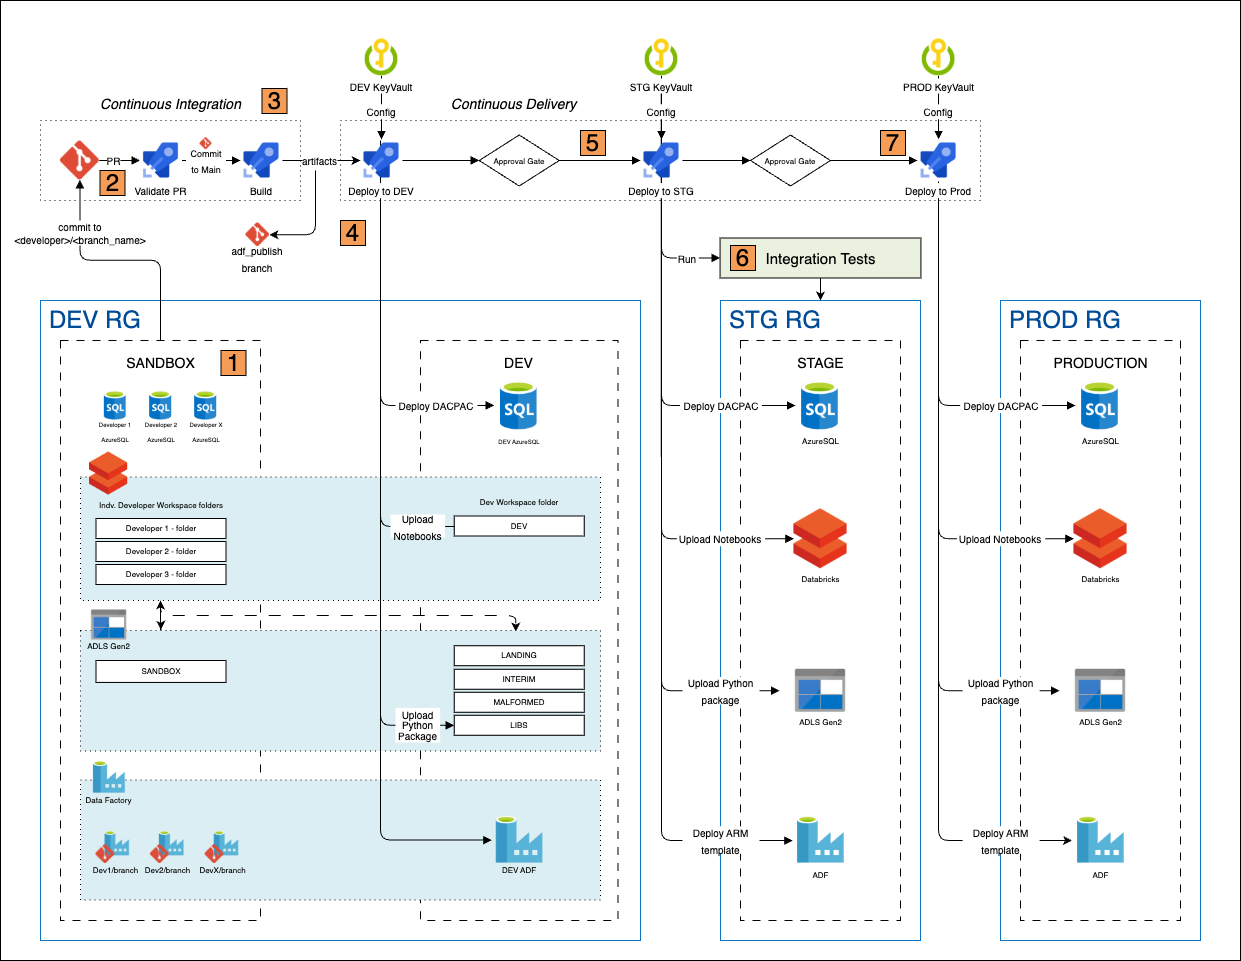 DEV KeyVault
Config
STG KeyVault
Config
PROD KeyVault
Config
Continuous Integration
3
Continuous Delivery
PR
2
Validate PR
Commit
to Main
Build
artifacts
Deploy to DEV
Approval Gate
5
Deploy to STG
Approval Gate
7
Deploy to Prod
commit to
<developer>/<branch_name>
adf_publish
branch
4
Run
6
Integration Tests
DEV RG
SANDBOX
1
SQL
Developer 1
AzureSQL
SQL
Developer 2
AzureSQL
SQL
Developer X
AzureSQL
DEV
Deploy DACPAC
SQL
DEV AzureSQL
Indv. Developer Workspace folders
Developer 1 - folder
Developer 2 - folder
Developer 3 - folder
Dev Workspace folder
Upload
Notebooks
DEV
ADLS Gen2
SANDBOX
LANDING
INTERIM
MALFORMED
LIBS
Upload
Python
Package
Data Factory
Dev1/branch
Dev2/branch
DevX/branch
DEV ADF
STG RG
STAGE
Deploy DACPAC
SQL
AzureSQL
Upload Notebooks
Databricks
Upload Python
package
ADLS Gen2
Deploy ARM
template
ADF
PROD RG
PRODUCTION
Deploy DACPAC
SQL
AzureSQL
Upload Notebooks
Databricks
Upload Python
package
ADLS Gen2
Deploy ARM
template
ADF